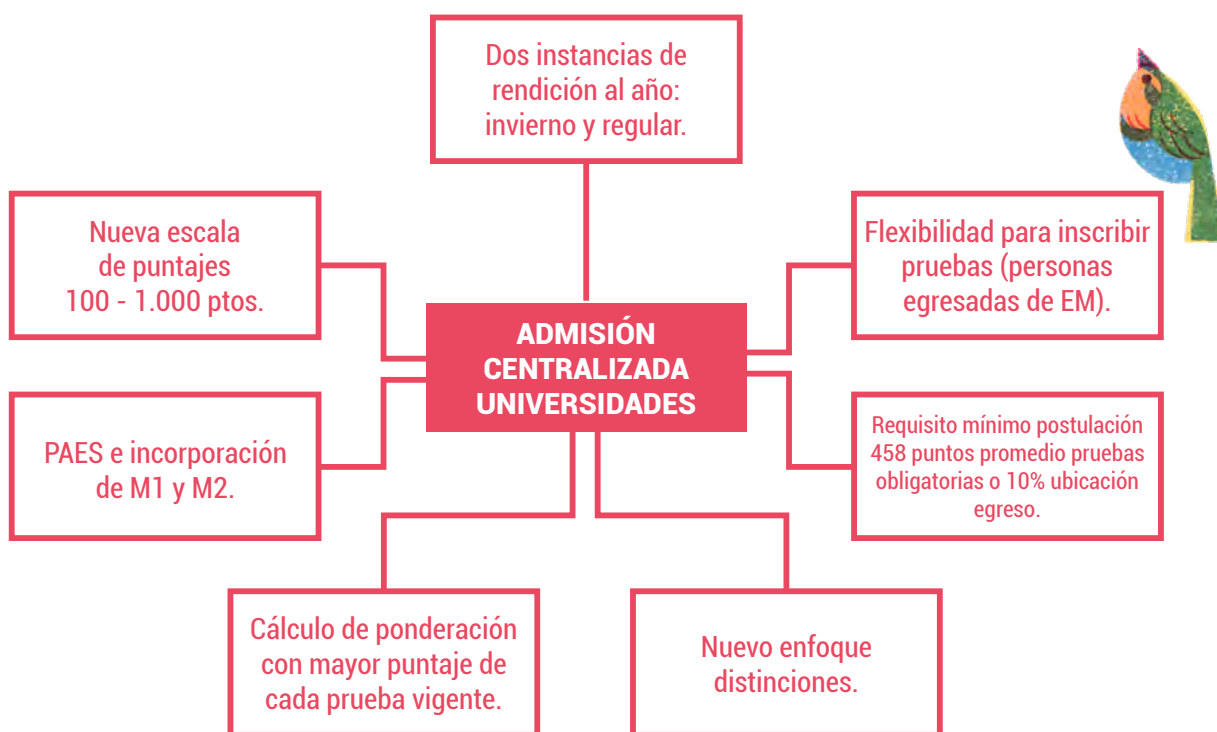 Dos instancias de
rendición al año:
invierno y regular.
Nueva escala
de puntajes
100 - 1.000 ptos.
Flexibilidad para inscribir
pruebas (personas
egresadas de EM).
ADMISIÓN
CENTRALIZADA
UNIVERSIDADES
PAES e incorporación
de M1 y M2.
Requisito mínimo postulación
458 puntos promedio pruebas
obligatorias o 10% ubicación
egreso.
Cálculo de ponderación
con mayor puntaje de
cada prueba vigente.
Nuevo enfoque
distinciones.